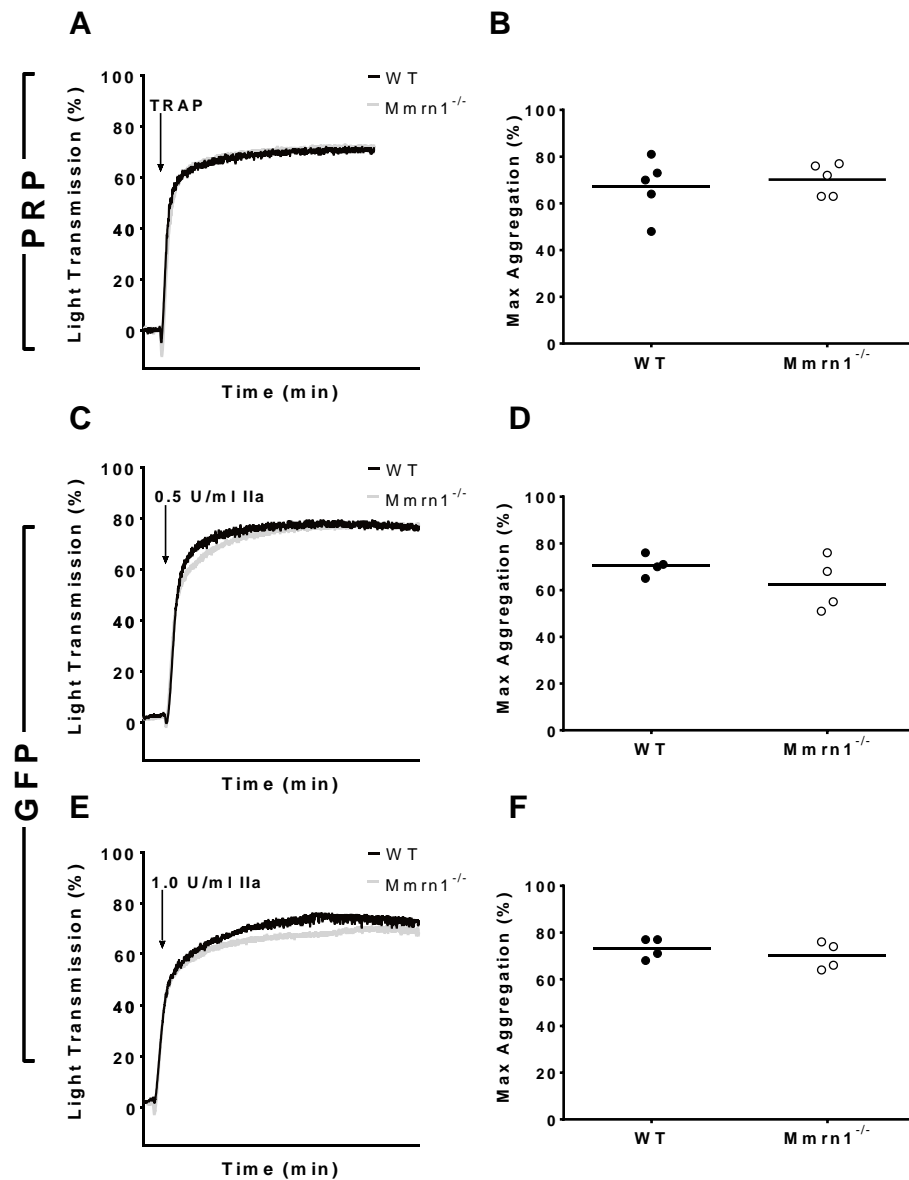 A
B
PRP
Light Transmission (%)
100
80
60
40
20
0
TRAP
WT
Mmrn1-/-
Time (min)
Max Aggregation (%)
100
80
60
40
20
0
WT
Mmrn1-/-
C
D
GFP
Light Transmission (%)
100
80
60
40
20
0
0.5 U/ml IIa
WT
Mmrn1-/-
Time (min)
Max Aggregation (%)
100
80
60
40
20
0
WT
Mmrn1-/-
E
F
Light Transmission (%)
100
80
60
40
20
0
1.0 U/ml IIa
WT
Mmrn1-/-
Time (min)
Max Aggregation (%)
100
80
60
40
20
0
WT
Mmrn1-/-